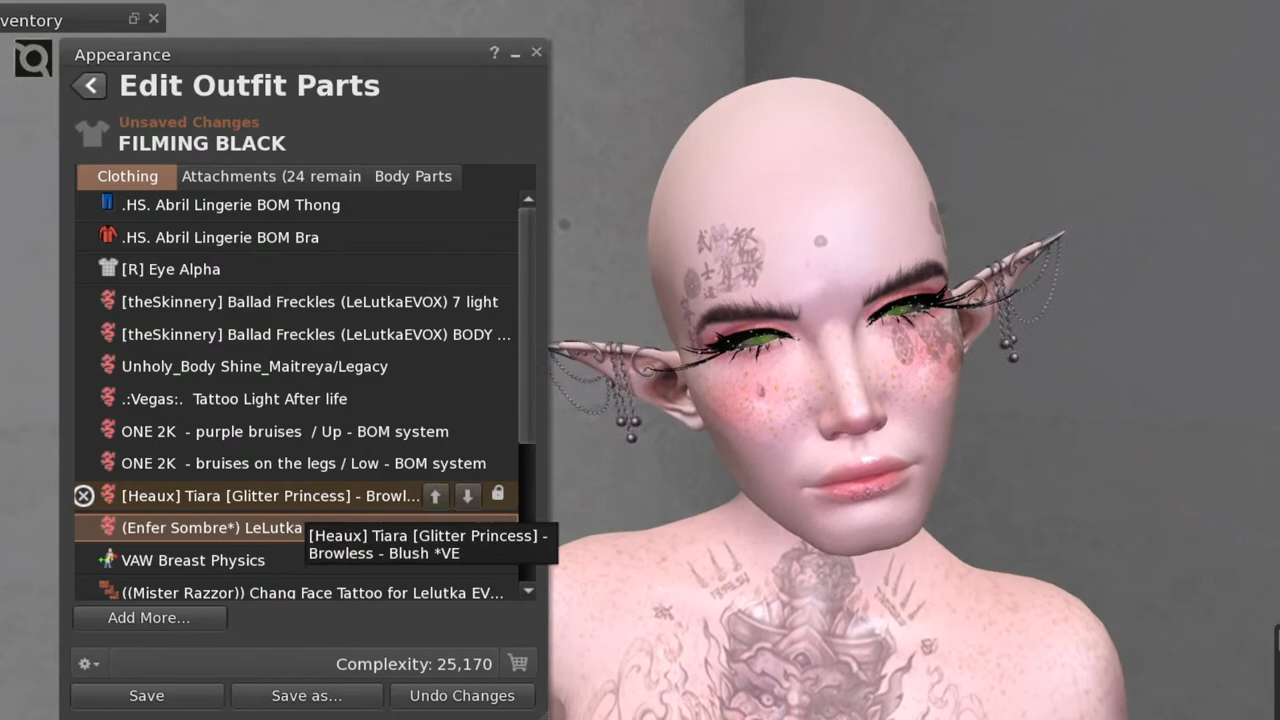 ventory
Appearance
Edit Outfit Parts
Unsaved Changes
FILMING BLACK
Clothing
Attachments (24 remain
Body Parts
.HS. Abril Lingerie BOM Thong
.HS. Abril Lingerie BOM Bra
[R] Eye Alpha
[theSkinnery] Ballad Freckles (LeLutkaEVOX) 7 light
[theSkinnery] Ballad Freckles (LeLutkaEVOX) BODY ...
Unholy_Body Shine_Maitreya/Legacy
.:Vegas:. Tattoo Light After life
ONE 2K - purple bruises / Up - BOM system
ONE 2K - bruises on the legs / Low - BOM system
[Heaux] Tiara [Glitter Princess] - Browl...
(Enfer Sombre*) LeLutka
[Heaux] Tiara [Glitter Princess] -
Browless - Blush *VE
VAW Breast Physics
((Mister Razzor)) Chang Face Tattoo for Lelutka EV...
Add More...
Complexity: 25,170
Save
Save as...
Undo Changes